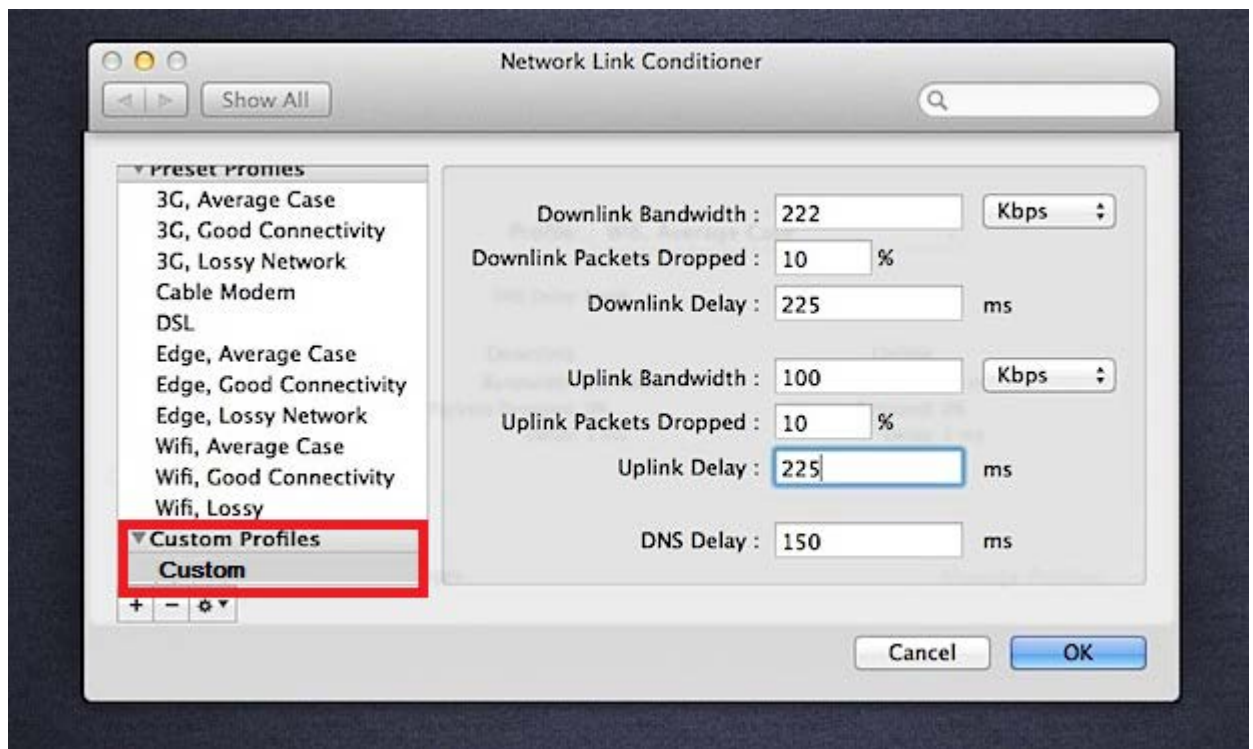 Network Link Conditioner
Show All
Preset Profiles
3G, Average Case
3G, Good Connectivity
3G, Lossy Network
Cable Modem
DSL
Edge, Average Case
Edge, Good Connectivity
Edge, Lossy Network
Wifi, Average Case
Wifi, Good Connectivity
Wifi, Lossy
Custom Profiles
Custom
+ −
Downlink Bandwidth : 222 Kbps
Downlink Packets Dropped : 10 %
Downlink Delay : 225 ms
Uplink Bandwidth : 100 Kbps
Uplink Packets Dropped : 10 %
Uplink Delay : 225 ms
DNS Delay : 150 ms
Cancel OK